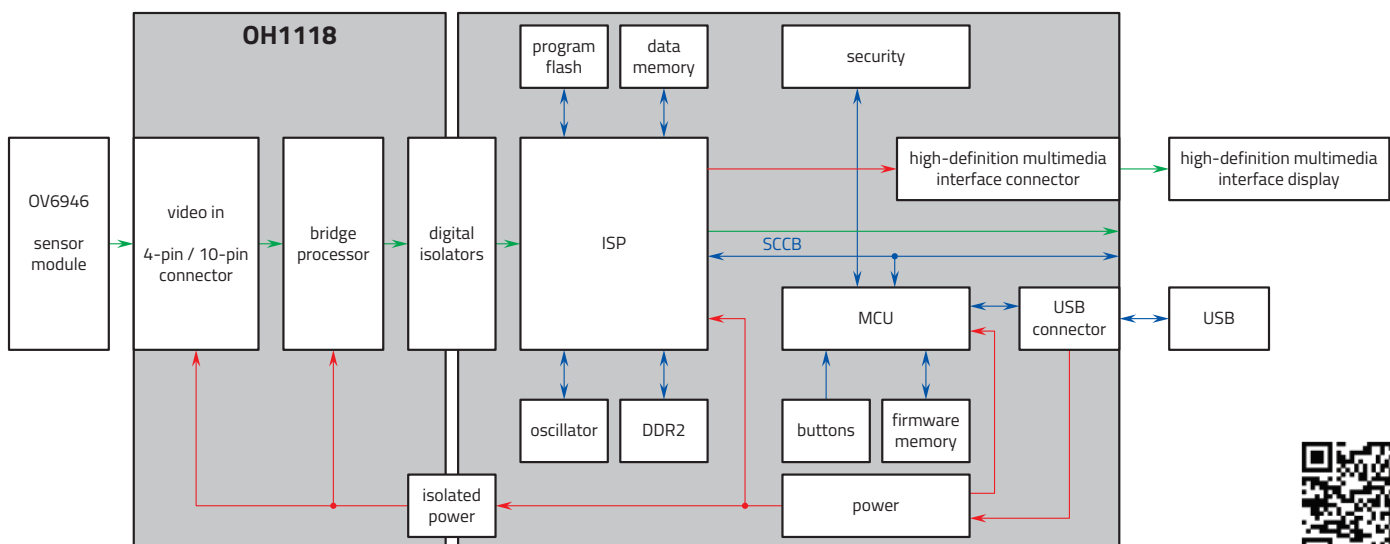 OH1118
program
flash
data
memory
security
OV6946
sensor
module
video in
4-pin / 10-pin
connector
bridge
processor
digital
isolators
ISP
high-definition multimedia
interface connector
high-definition multimedia
interface display
SCCB
MCU
USB
connector
USB
oscillator
DDR2
buttons
firmware
memory
isolated
power
power